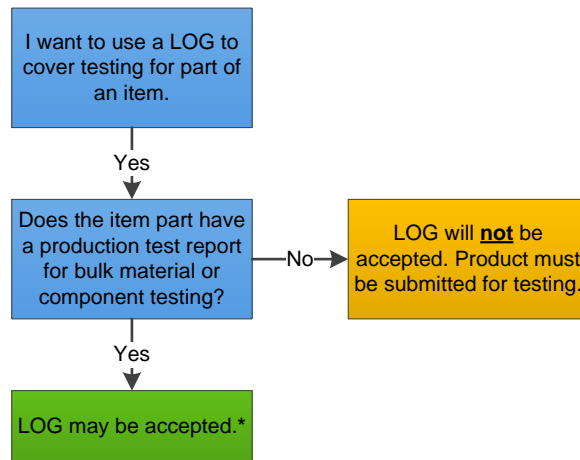 I want to use a LOG to
cover testing for part of
an item.
Yes
Does the item part have
a production test report
for bulk material or
component testing?
No
LOG will not be
accepted. Product must
be submitted for testing.
Yes
LOG may be accepted.*